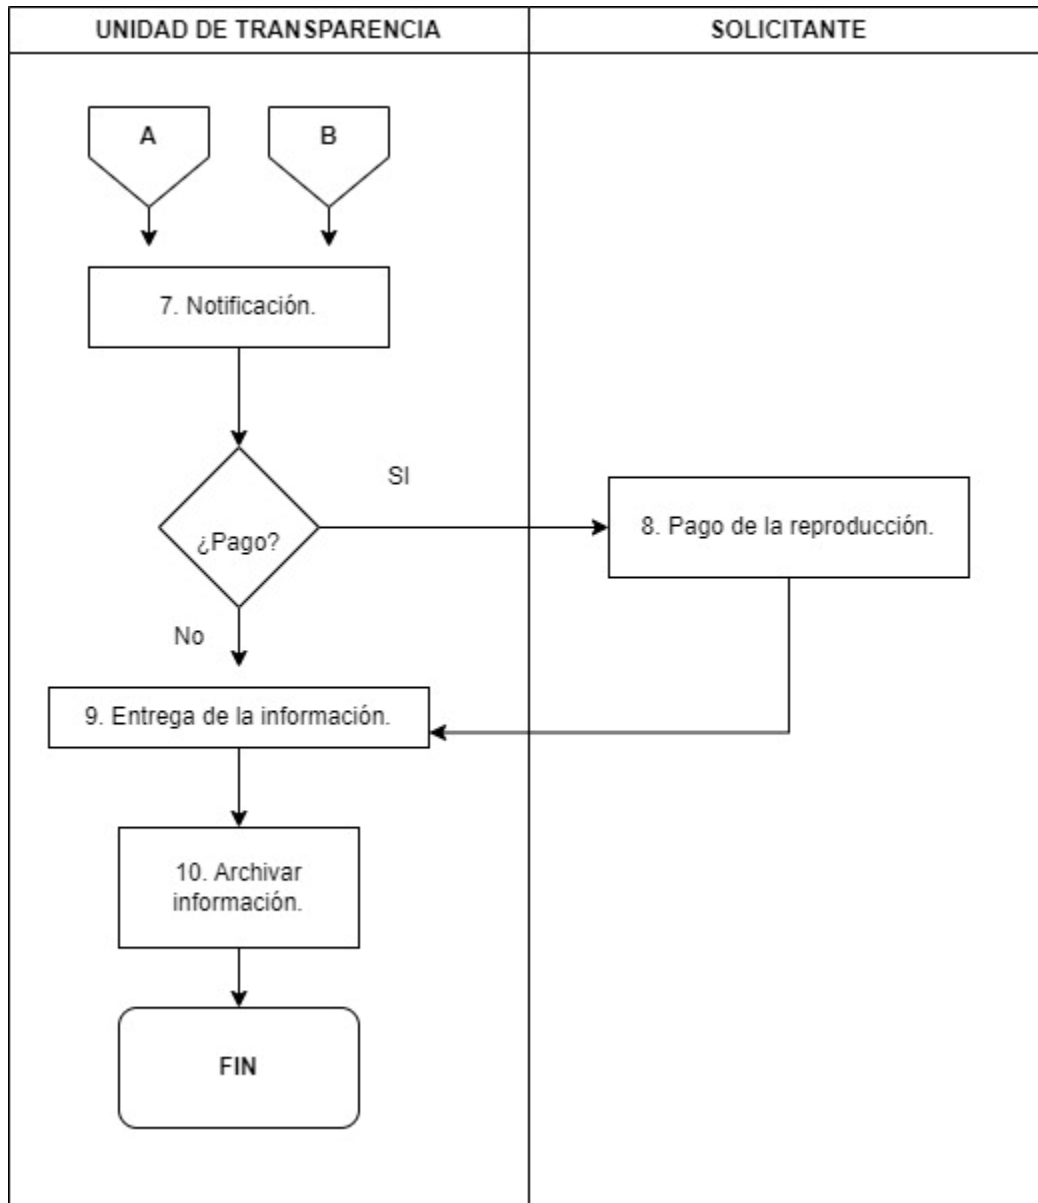 UNIDAD DE TRANSPARENCIA
SOLICITANTE
A
B
7. Notificación.
SI
¿Pago?
8. Pago de la reproducción.
No
9. Entrega de la información.
10. Archivar
información.
FIN